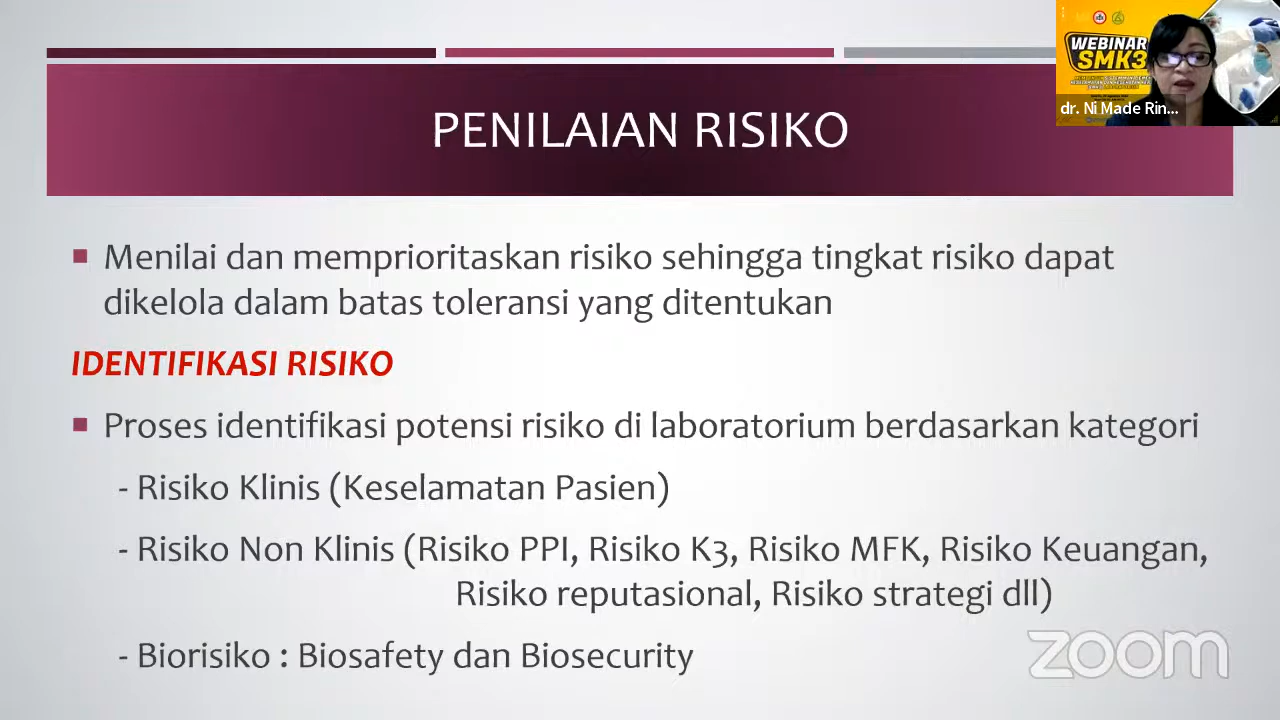 WEBINAR
SMK3
dr. Ni Made Rin...
PENILAIAN RISIKO
Menilai dan memprioritaskan risiko sehingga tingkat risiko dapat
dikelola dalam batas toleransi yang ditentukan
IDENTIFIKASI RISIKO
Proses identifikasi potensi risiko di laboratorium berdasarkan kategori
- Risiko Klinis (Keselamatan Pasien)
- Risiko Non Klinis (Risiko PPI, Risiko K3, Risiko MFK, Risiko Keuangan,
Risiko reputasional, Risiko strategi dll)
- Biorisiko : Biosafety dan Biosecurity
zoom